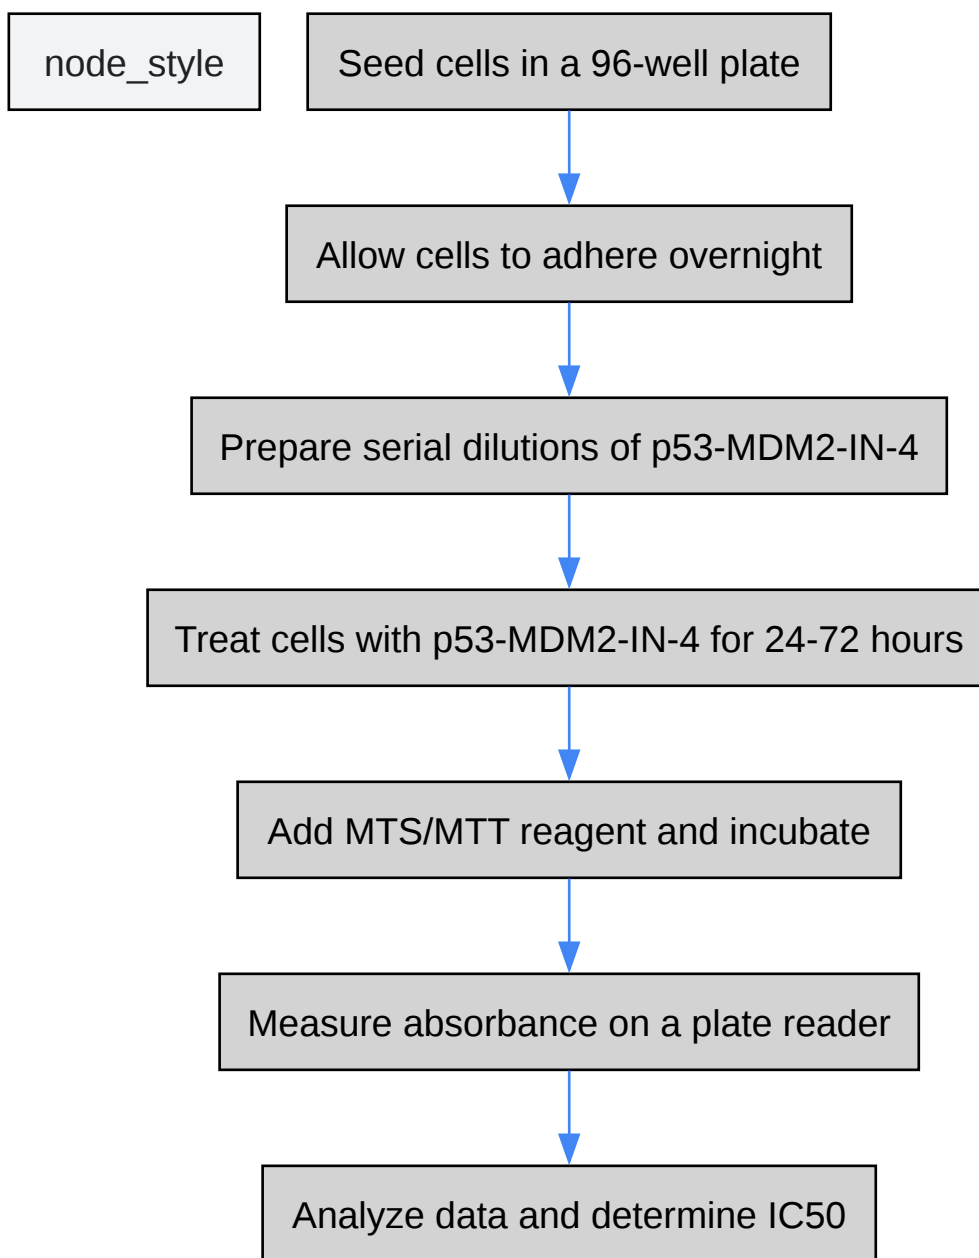 node_style
Seed cells in a 96-well plate
Allow cells to adhere overnight
Prepare serial dilutions of p53-MDM2-IN-4
Treat cells with p53-MDM2-IN-4 for 24-72 hours
Add MTS/MTT reagent and incubate
Measure absorbance on a plate reader
Analyze data and determine IC50